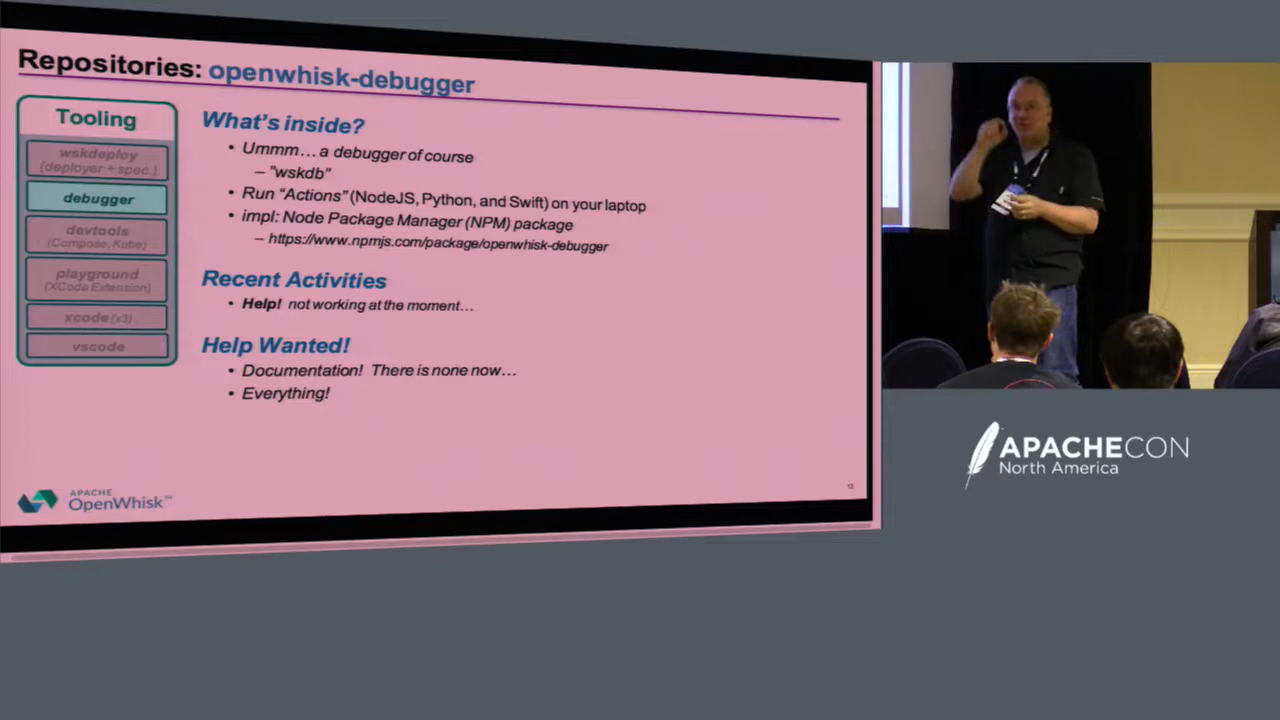 Repositories: openwhisk-debugger
Tooling
wskdeploy
(deployer + spec.)
debugger
devtools
(Compose, Kube)
playground
(XCode Extension)
xcode (x3)
vscode
What's inside?
• Ummm… a debugger of course
– "wskdb"
• Run "Actions" (NodeJS, Python, and Swift) on your laptop
• impl: Node Package Manager (NPM) package
– https://www.npmjs.com/package/openwhisk-debugger
Recent Activities
• Help! not working at the moment…
Help Wanted!
• Documentation! There is none now…
• Everything!
APACHE
OpenWhisk™
13
APACHECON
North America